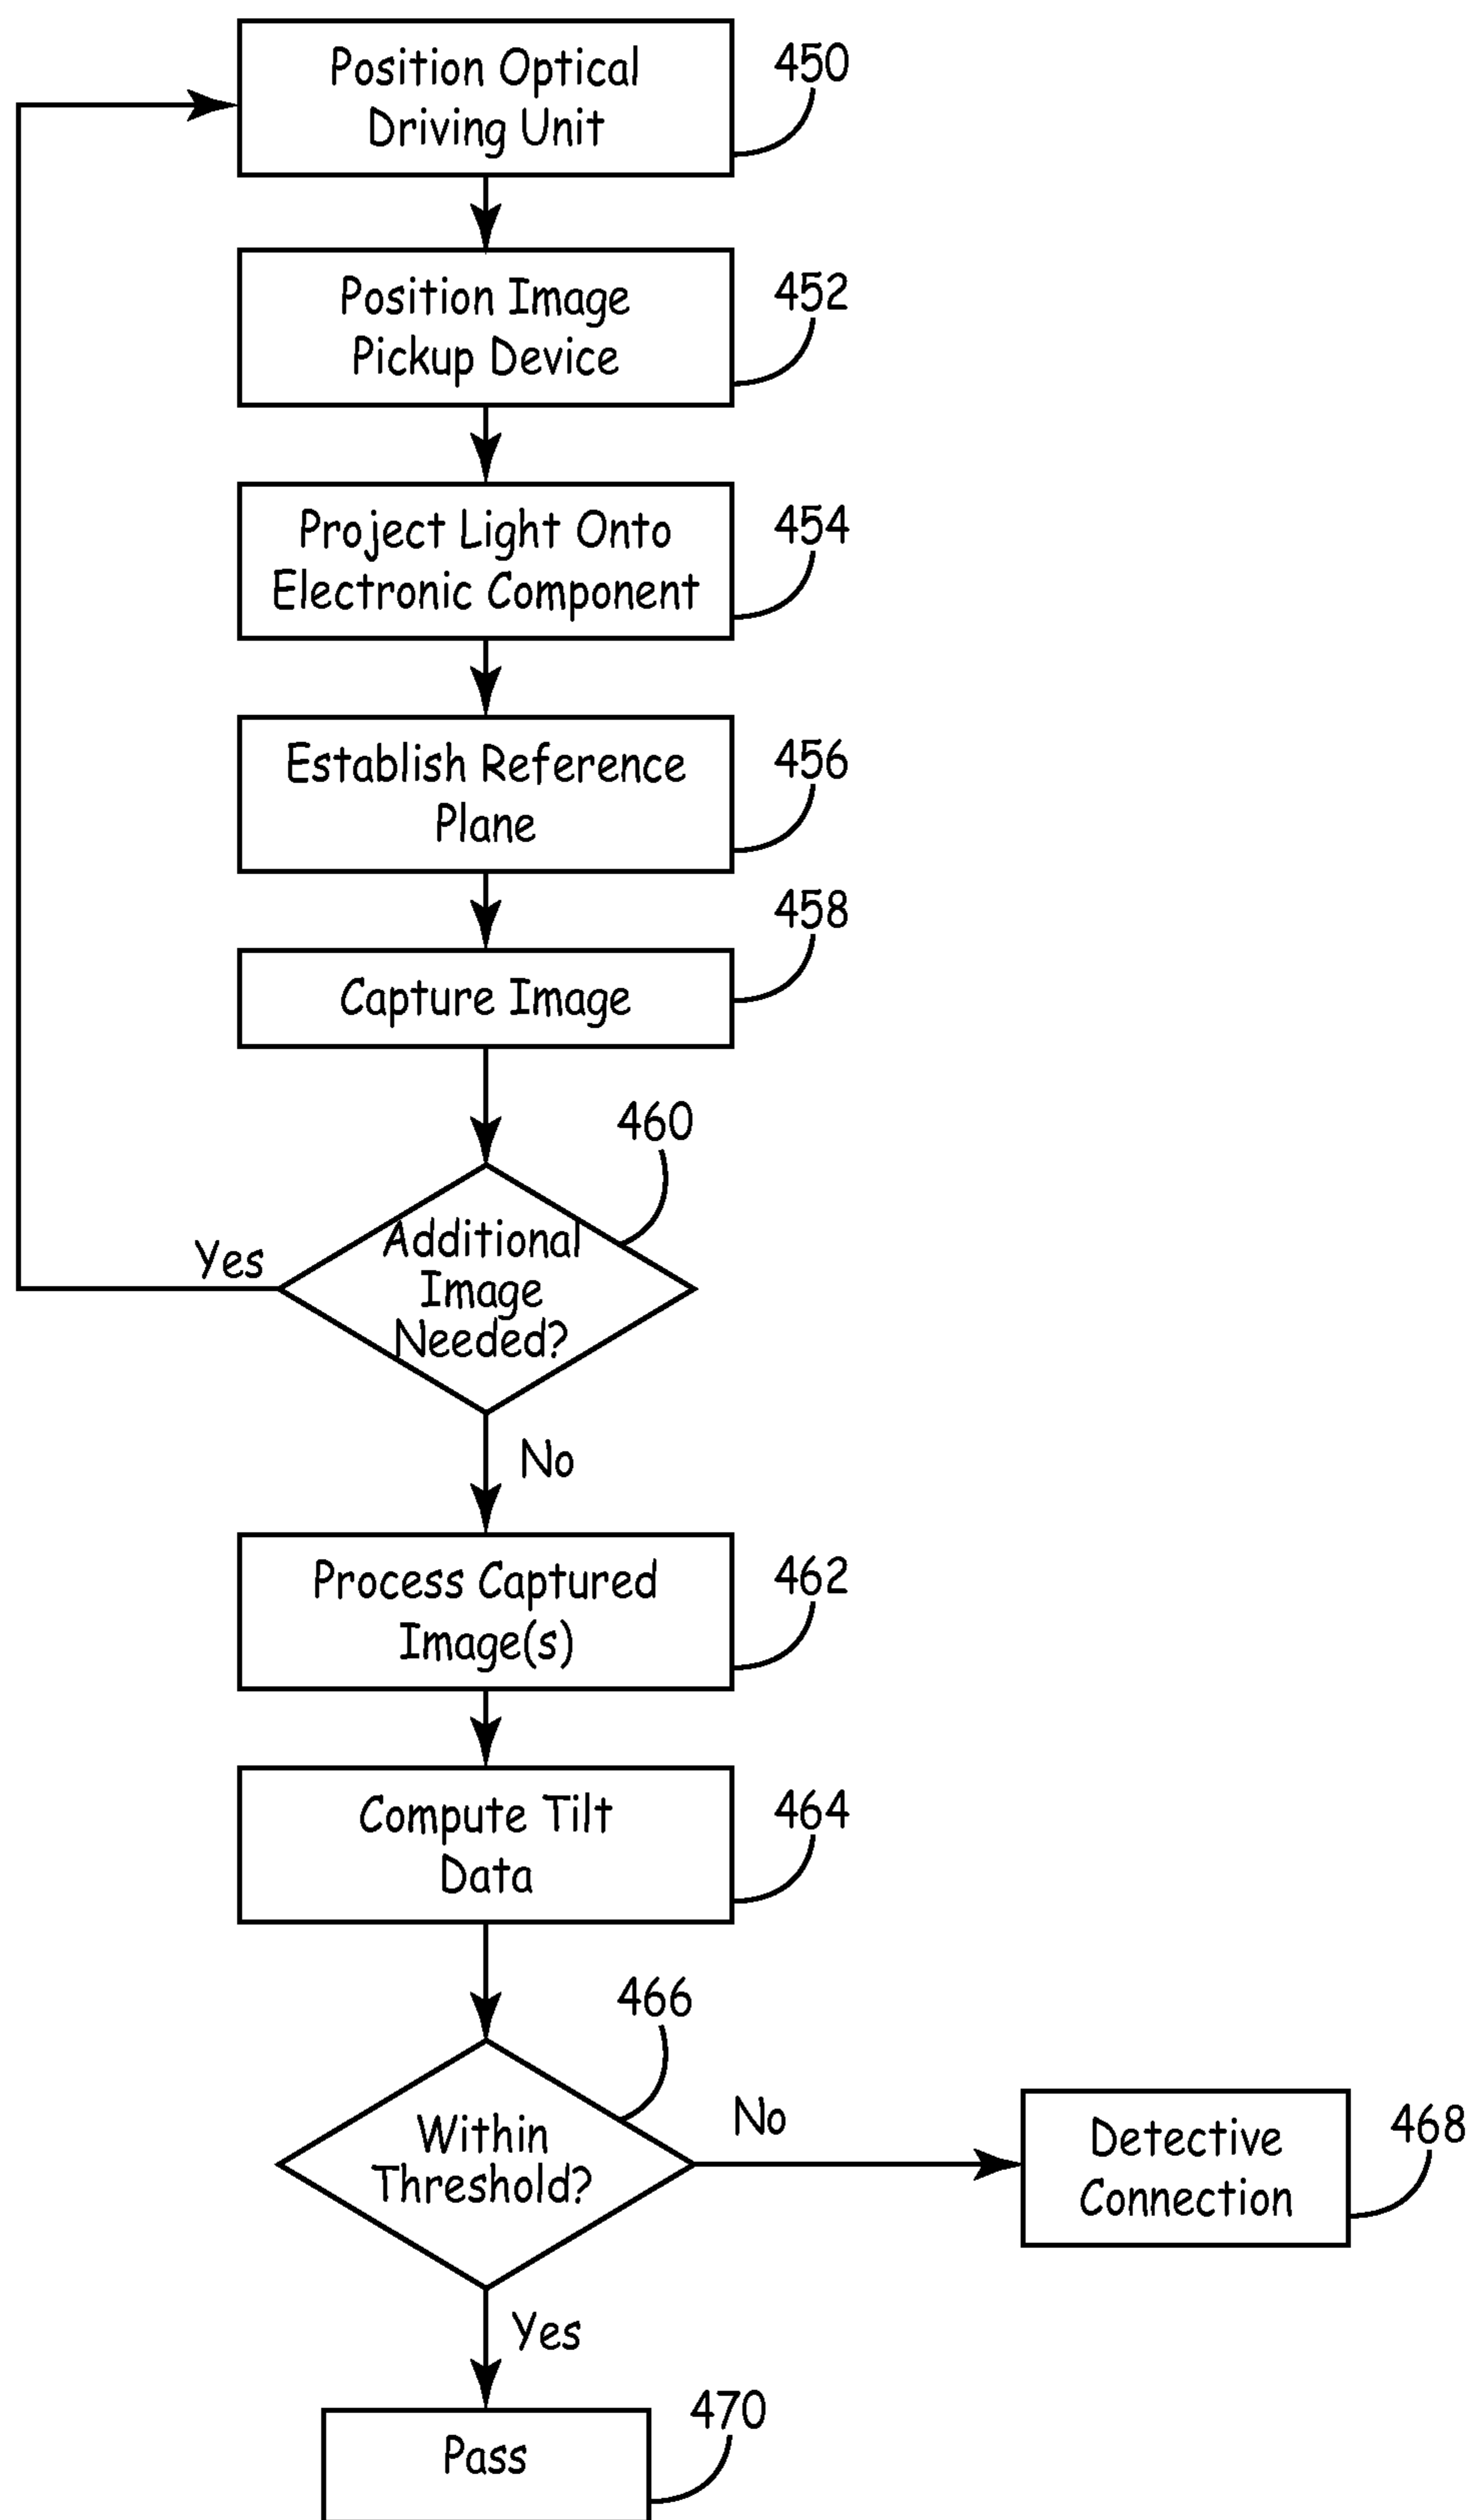 Position Optical
Driving Unit
450
Position Image
Pickup Device
452
Project Light Onto
Electronic Component
454
Establish Reference
Plane
456
458
Capture Image
460
Additional
Image
Needed?
Yes
No
Process Captured
Image(s)
462
Compute Tilt
Data
464
466
Within
Threshold?
No
Detective
Connection
468
Yes
470
Pass